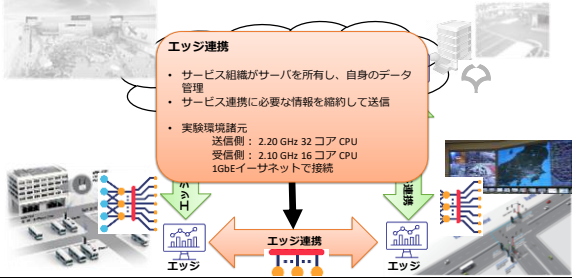 エッジ連携
• サービス組織がサーバを所有し、自身のデータ
管理
• サービス連携に必要な情報を縮約して送信
• 実験環境諸元
送信側： 2.20 GHz 32 コア CPU
受信側： 2.10 GHz 16 コア CPU
1GbEイーサネットで接続
エッジ
連携
エッジ連携
エッジ
エッジ